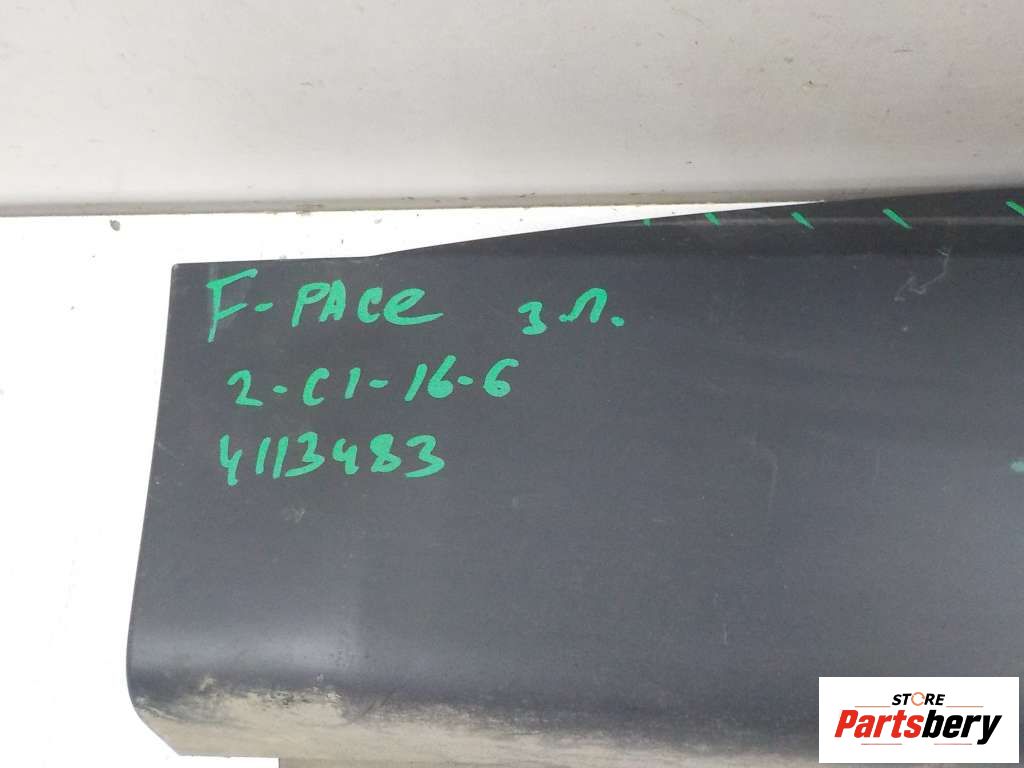 F-PACE з.л.
2-C1-16-6
4113483
STORE
Partsbery